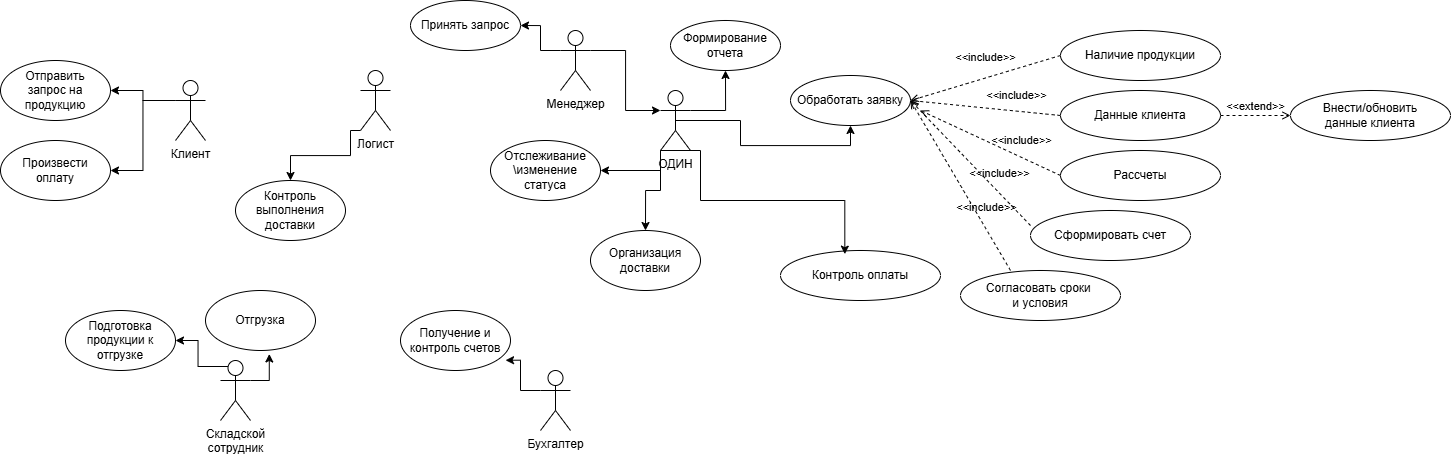 Принять запрос
Формирование
отчета
Менеджер
Отправить
запрос на
продукцию
Клиент
Произвести
оплату
Логист
Контроль
выполнения
доставки
ОДИН
Отслеживание
\изменение
статуса
Организация
доставки
Обработать заявку
Контроль оплаты
<<include>>
Наличие продукции
<<include>>
Данные клиента
<<extend>>
Внести/обновить
данные клиента
<<include>>
Рассчеты
<<include>>
Сформировать счет
<<include>>
Согласовать сроки
и условия
Подготовка
продукции к
отгрузке
Отгрузка
Складской
сотрудник
Получение и
контроль счетов
Бухгалтер